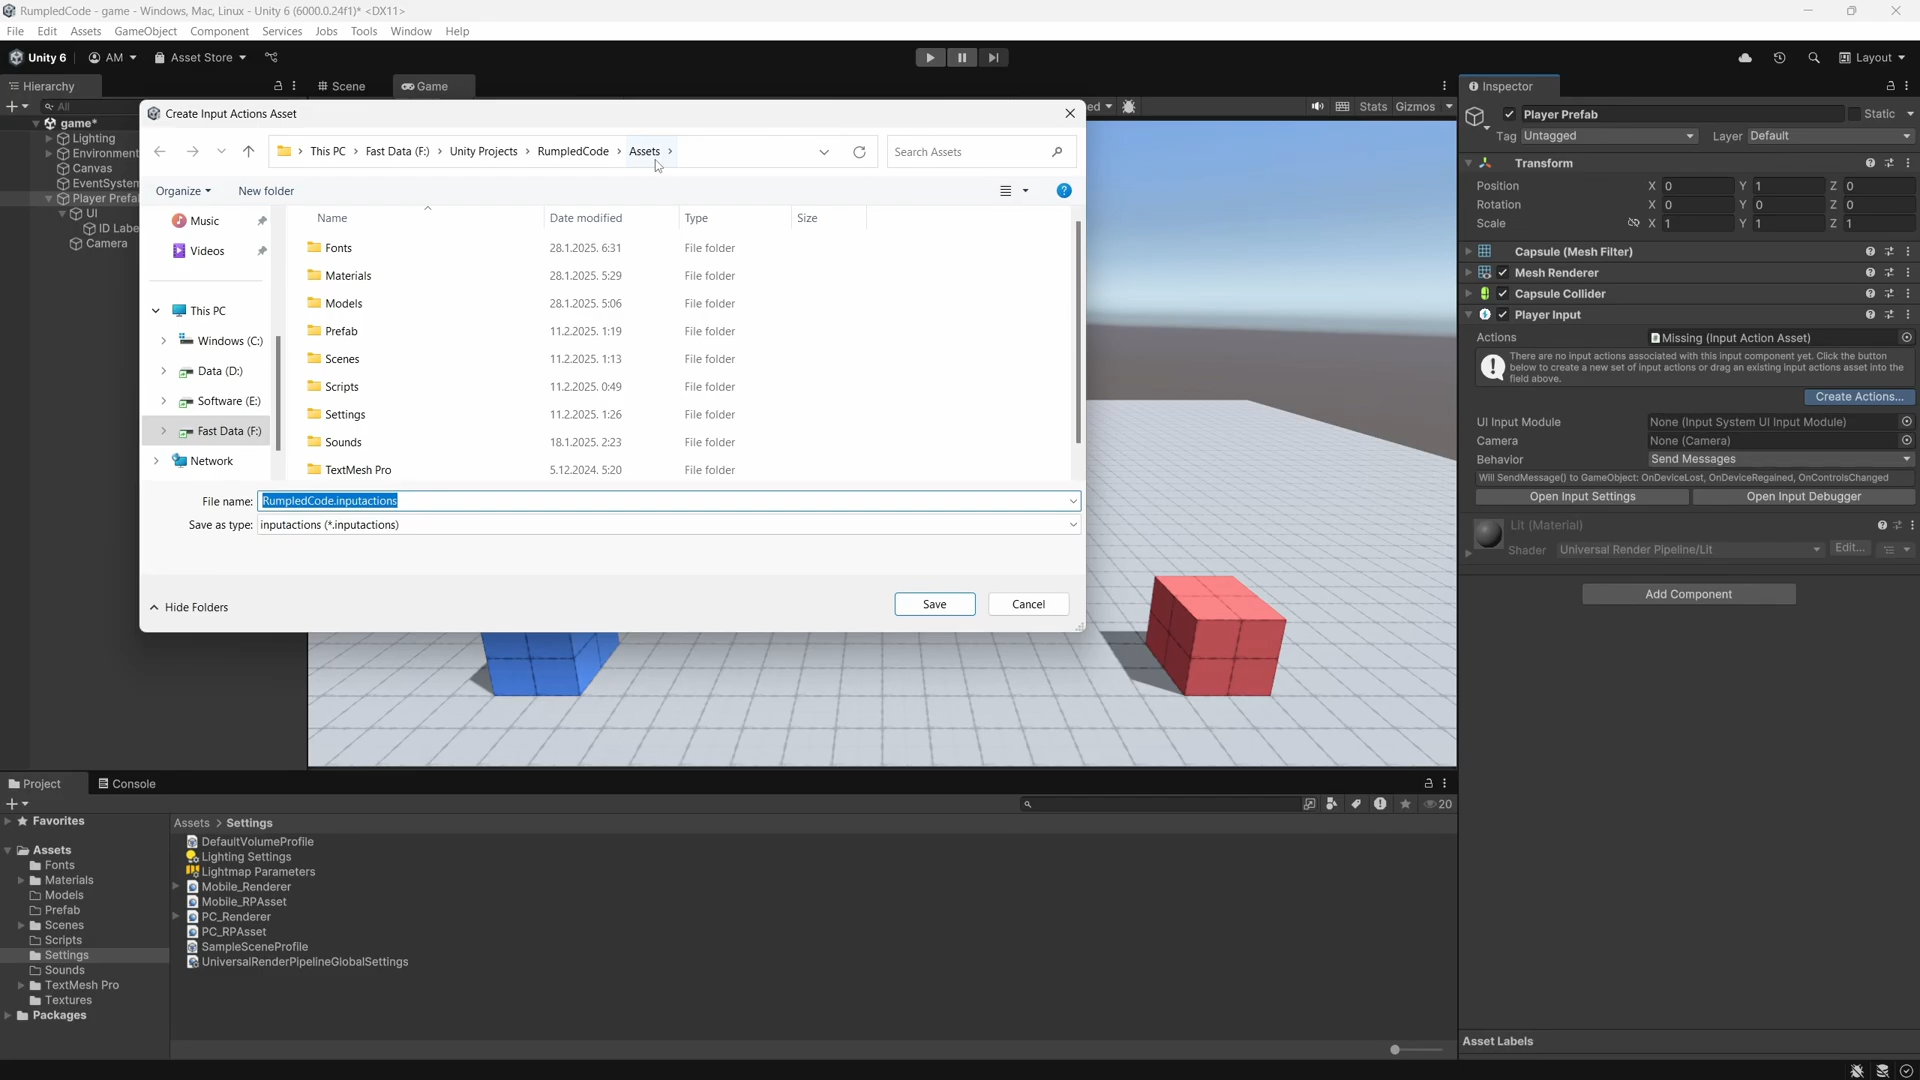 RumpledCode - game - Windows, Mac, Linux - Unity 6 (6000.0.24f1)* <DX11>
File Edit Assets GameObject Component Services Jobs Tools Window Help
Unity 6 AM Asset Store Layout
Hierarchy Scene Game Inspector
All
Stats Gizmos
game*
Lighting
Environment
Canvas
EventSystem
Player Prefa
UI
ID Labe
Camera
Create Input Actions Asset
This PC > Fast Data (F:) > Unity Projects > RumpledCode > Assets >
Search Assets
Organize New folder
Name Date modified Type Size
Music
Videos
This PC
Windows (C:)
Data (D:)
Software (E:)
Fast Data (F:)
Network
Fonts 28.1.2025. 6:31 File folder
Materials 28.1.2025. 5:29 File folder
Models 28.1.2025. 5:06 File folder
Prefab 11.2.2025. 1:19 File folder
Scenes 11.2.2025. 1:13 File folder
Scripts 11.2.2025. 0:49 File folder
Settings 11.2.2025. 1:26 File folder
Sounds 18.1.2025. 2:23 File folder
TextMesh Pro 5.12.2024. 5:20 File folder
File name: RumpledCode.inputactions
Save as type: inputactions (*.inputactions)
Hide Folders
Save Cancel
Player Prefab Static
Tag Untagged Layer Default
Transform
Position X 0 Y 1 Z 0
Rotation X 0 Y 0 Z 0
Scale X 1 Y 1 Z 1
Capsule (Mesh Filter)
Mesh Renderer
Capsule Collider
Player Input
Actions Missing (Input Action Asset)
There are no input actions associated with this input component yet. Click the button
below to create a new set of input actions or drag an existing input actions asset into the
field above.
Create Actions...
UI Input Module None (Input System UI Input Module)
Camera None (Camera)
Behavior Send Messages
Will SendMessage() to GameObject: OnDeviceLost, OnDeviceRegained, OnControlsChanged
Open Input Settings Open Input Debugger
Lit (Material)
Shader Universal Render Pipeline/Lit Edit...
Add Component
Asset Labels
Project Console
20
Favorites
Assets
Fonts
Materials
Models
Prefab
Scenes
Scripts
Settings
Sounds
TextMesh Pro
Textures
Packages
Assets > Settings
DefaultVolumeProfile
Lighting Settings
Lightmap Parameters
Mobile_Renderer
Mobile_RPAsset
PC_Renderer
PC_RPAsset
SampleSceneProfile
UniversalRenderPipelineGlobalSettings